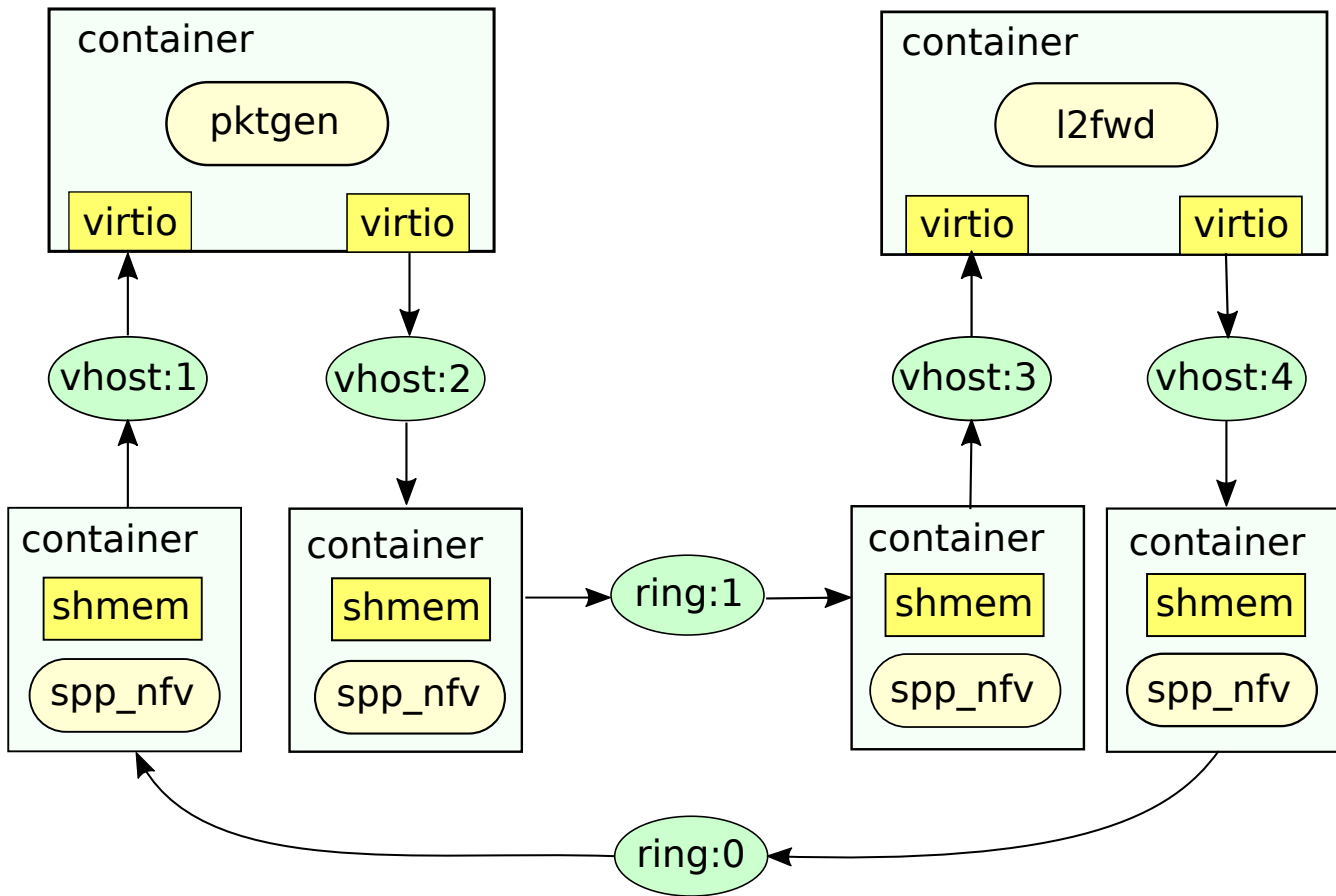 container
container
pktgen
l2fwd
virtio
virtio
virtio
virtio
vhost:1
vhost:2
vhost:3
vhost:4
container
container
container
container
shmem
shmem
ring:1
shmem
shmem
spp_nfv
spp_nfv
spp_nfv
spp_nfv
ring:0